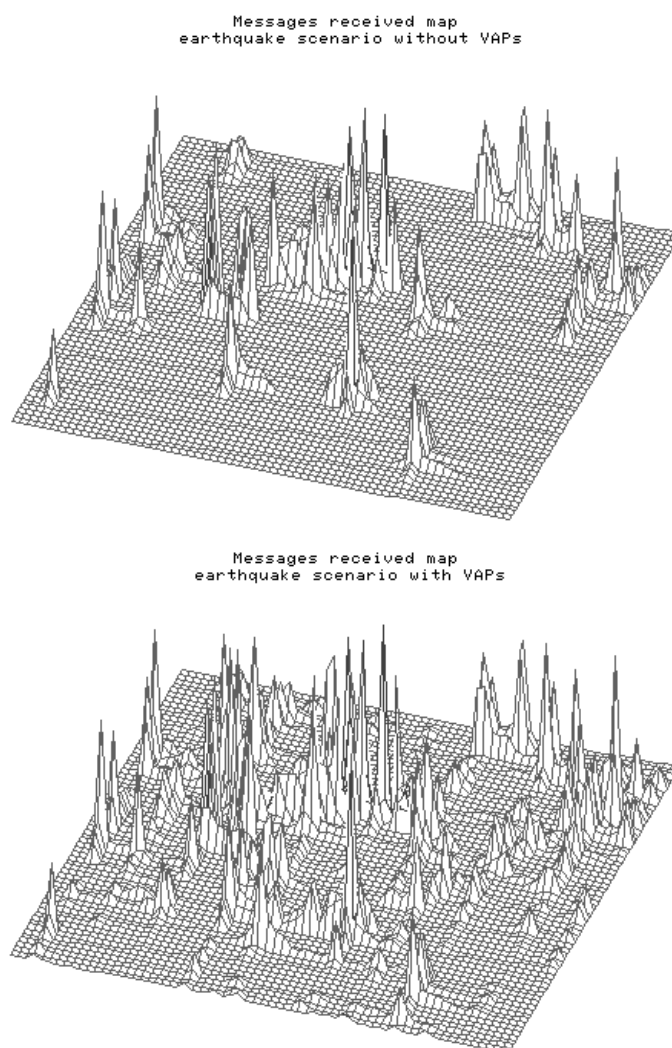 Messages received map
earthquake scenario without VAPs
Messages received map
earthquake scenario with VAPs